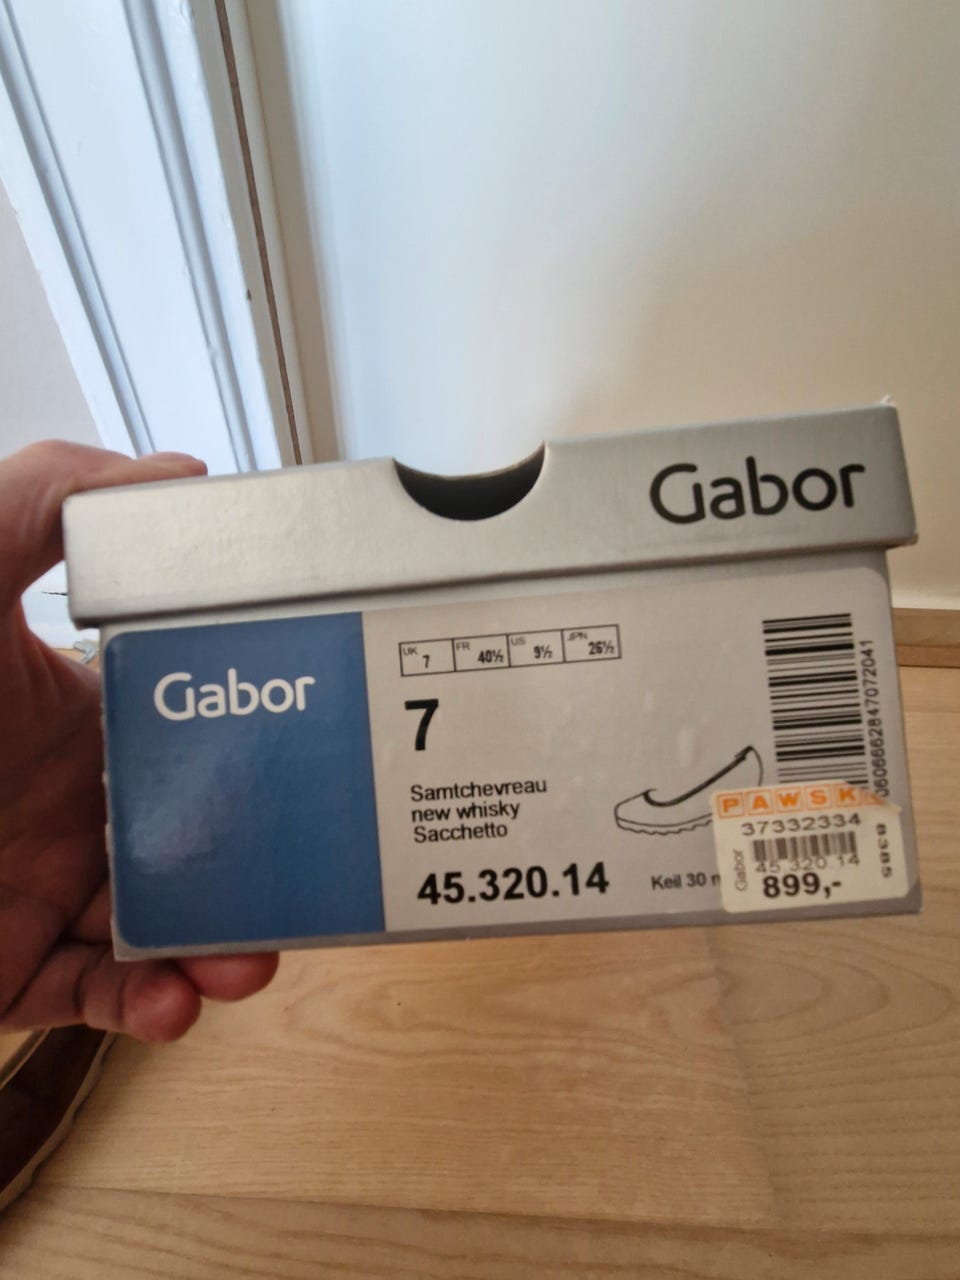 Gabor
Gabor
UK 7 FR 40½ US 9½ JPN 26½
7
Samtchevreau
new whisky
Sacchetto
45.320.14
Keil 30
PAWSK
37332334
Gabor
45 320 14
899,-
8385